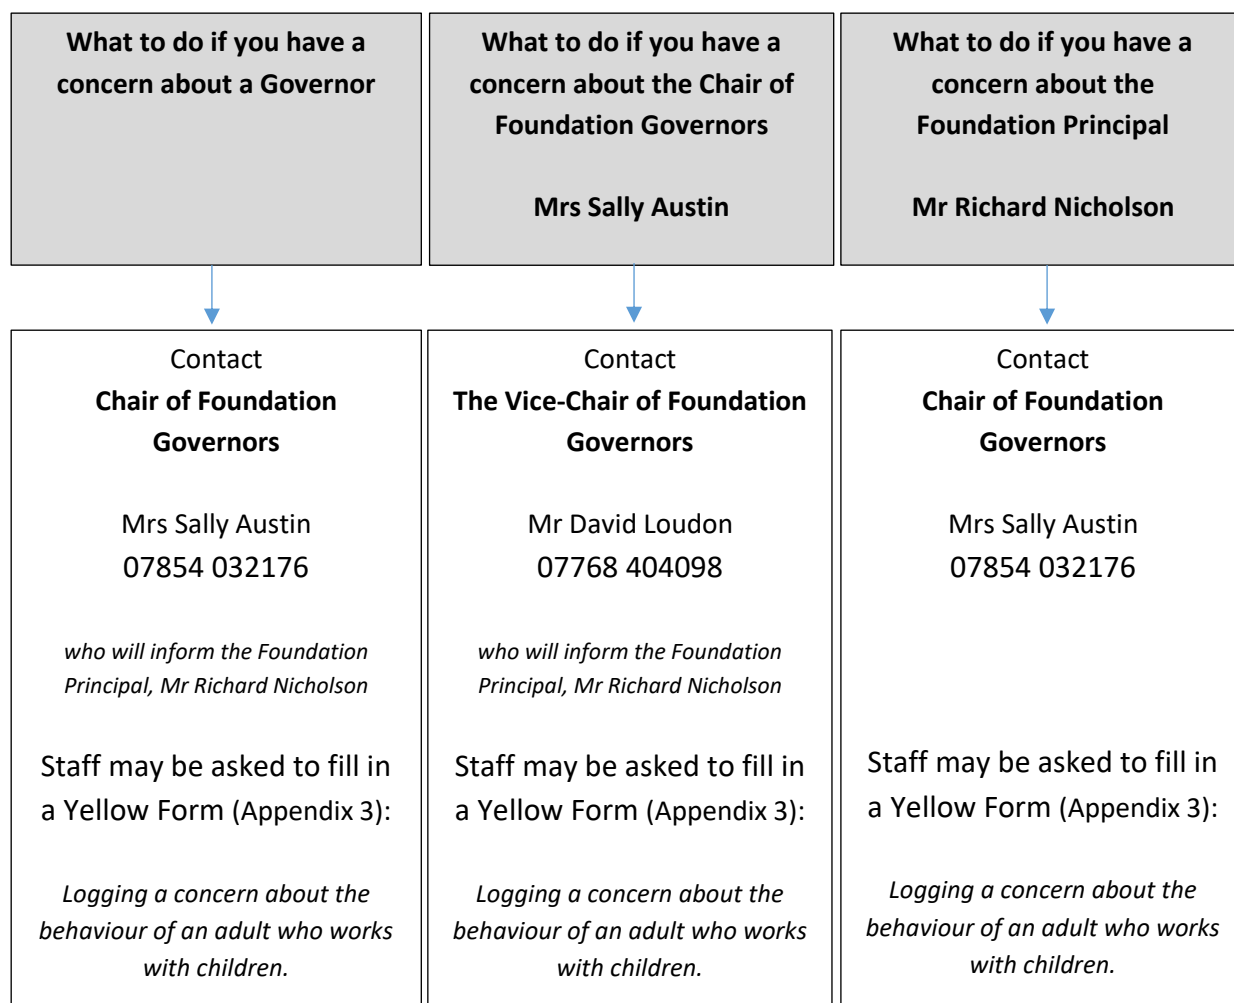 What to do if you have a
concern about a Governor
What to do if you have a
concern about the Chair of
Foundation Governors
Mrs Sally Austin
What to do if you have a
concern about the
Foundation Principal
Mr Richard Nicholson
Contact
Chair of Foundation
Governors
Mrs Sally Austin
07854 032176
who will inform the Foundation
Principal, Mr Richard Nicholson
Staff may be asked to fill in
a Yellow Form (Appendix 3):
Logging a concern about the
behaviour of an adult who works
with children.
Contact
The Vice-Chair of Foundation
Governors
Mr David Loudon
07768 404098
who will inform the Foundation
Principal, Mr Richard Nicholson
Staff may be asked to fill in
a Yellow Form (Appendix 3):
Logging a concern about the
behaviour of an adult who works
with children.
Contact
Chair of Foundation
Governors
Mrs Sally Austin
07854 032176
Staff may be asked to fill in
a Yellow Form (Appendix 3):
Logging a concern about the
behaviour of an adult who works
with children.